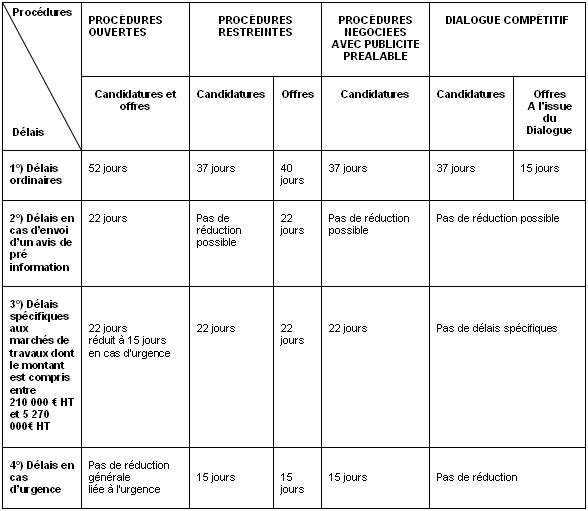 Procédures
Délais
PROCÉDURES
OUVERTES
PROCÉDURES
RESTREINTES
PROCÉDURES
NEGOCIEES
AVEC PUBLICITE
PREALABLE
DIALOGUE COMPÉTITIF
Candidatures et
offres
Candidatures
Offres
Candidatures
Candidatures
Offres
A l'issue
du
Dialogue
1°) Délais
ordinaires
52 jours
37 jours
40
jours
37 jours
37 jours
15 jours
2°) Délais en
cas d'envoi
d'un avis de
pré
information
22 jours
Pas de
réduction
possible
22
jours
Pas de réduction
possible
Pas de réduction possible
3°) Délais
spécifiques
aux
marchés de
travaux dont
le montant
est compris
entre
210 000 € HT
et 5 270
000€ HT
22 jours
réduit à 15 jours
en cas d'urgence
22 jours
22
jours
22 jours
Pas de délais spécifiques
4°) Délais en
cas
d'urgence
Pas de réduction
générale
liée à l'urgence
15 jours
15
jours
15 jours
Pas de réduction